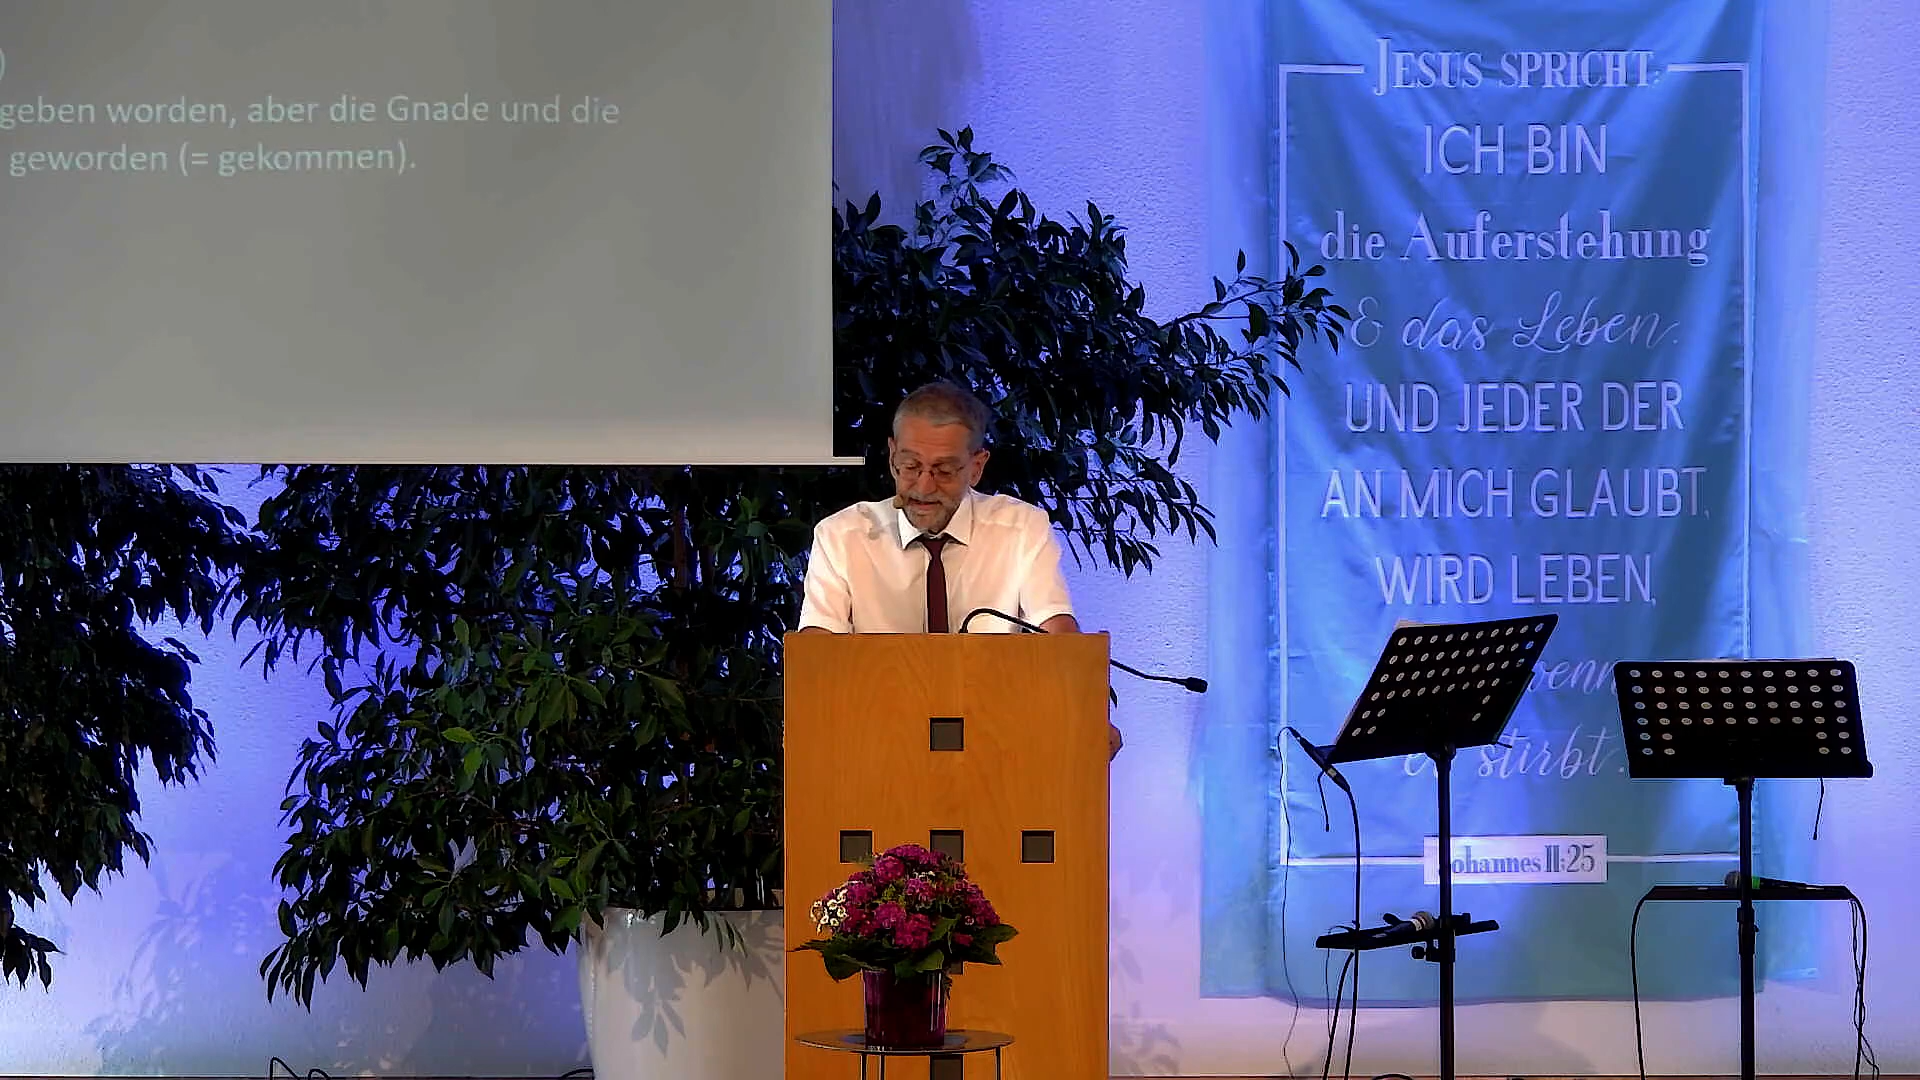 )
geben worden, aber die Gnade und die
geworden (= gekommen).
JESUS SPRICHT:
ICH BIN
die Auferstehung
& das Leben.
UND JEDER DER
AN MICH GLAUBT,
WIRD LEBEN,
wenn
stirbt.
Johannes 11:25